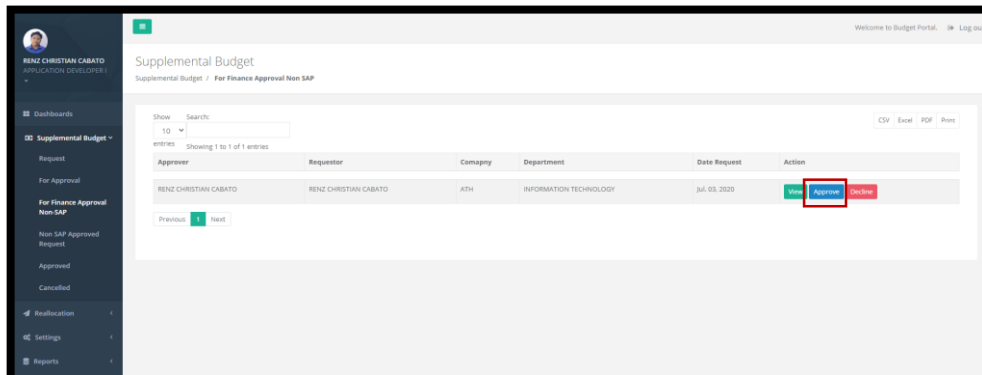 Welcome to Budget Portal. Log ou
RENZ CHRISTIAN CABATO
APPLICATION DEVELOPER I
Dashboards
Supplemental Budget
Request
For Approval
For Finance Approval
Non-SAP
Non SAP Approved
Request
Approved
Cancelled
Reallocation
Settings
Reports
Supplemental Budget
Supplemental Budget / For Finance Approval Non SAP
Show Search:
10
entries Showing 1 to 1 of 1 entries
CSV Excel PDF Print
Approver Requestor Comapny Department Date Request Action
RENZ CHRISTIAN CABATO RENZ CHRISTIAN CABATO ATH INFORMATION TECHNOLOGY Jul. 03, 2020 View Approve Decline
Previous 1 Next